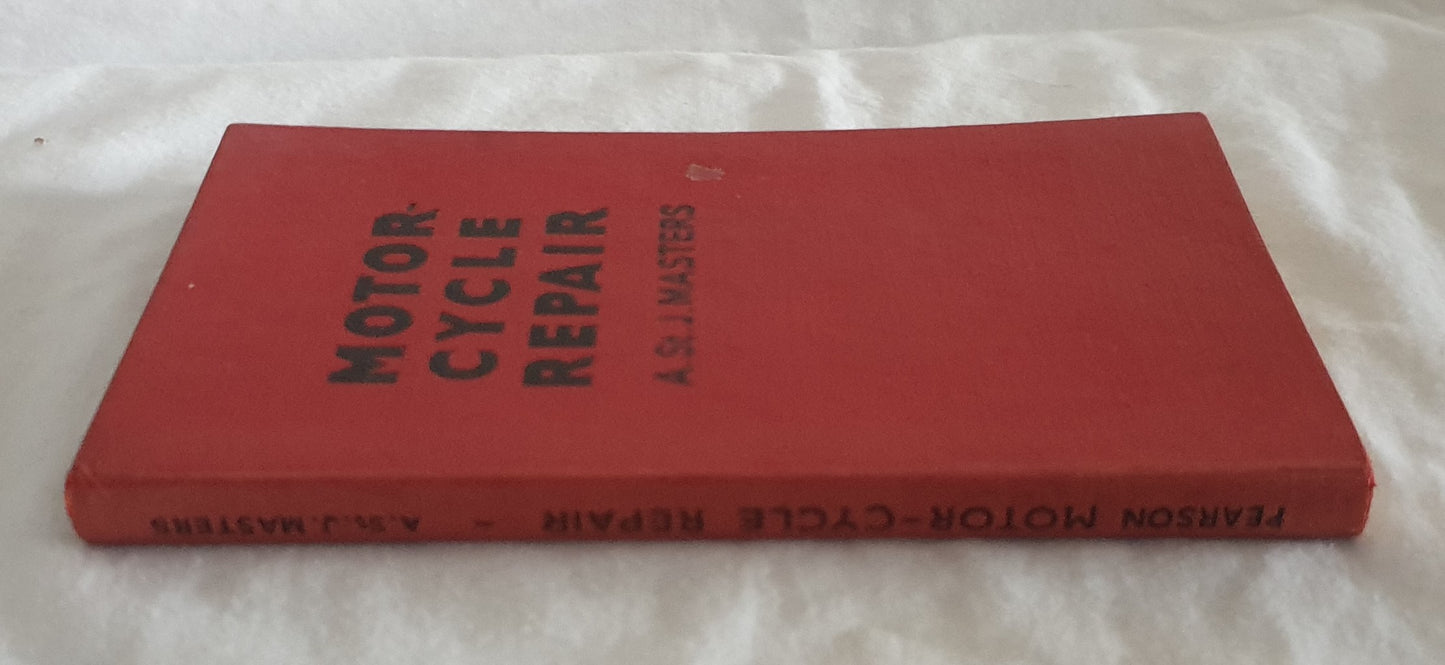 MOTOR-
CYCLE
REPAIR
A. St. J. MASTERS
PEARSON MOTOR-CYCLE REPAIR ~ A. St. J. MASTERS